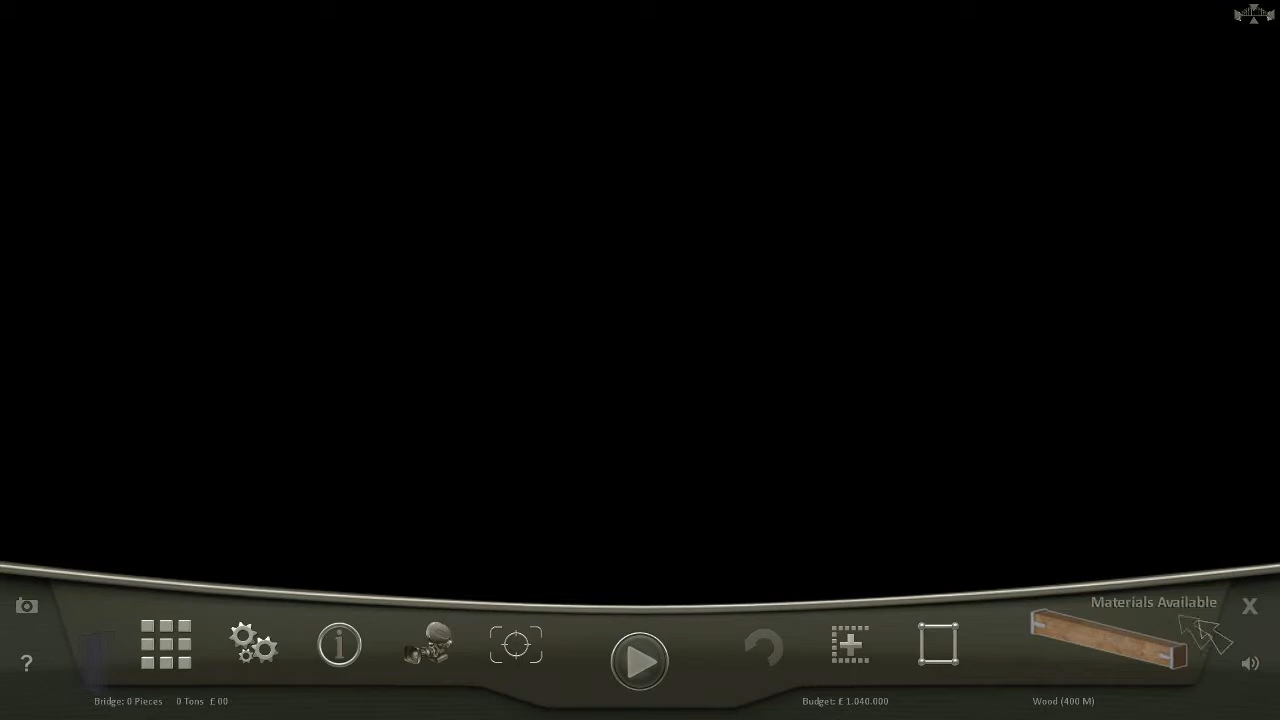 Materials Available
X
?
Bridge: 0 Pieces 0 Tons £ 00
Budget: £ 1.040.000
Wood (400 M)